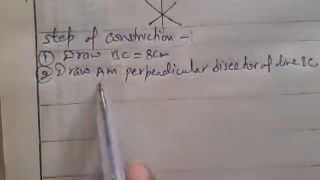 step of construction -:
① Draw BC = 8cm
② Draw AM perpendicular bisector of line BC